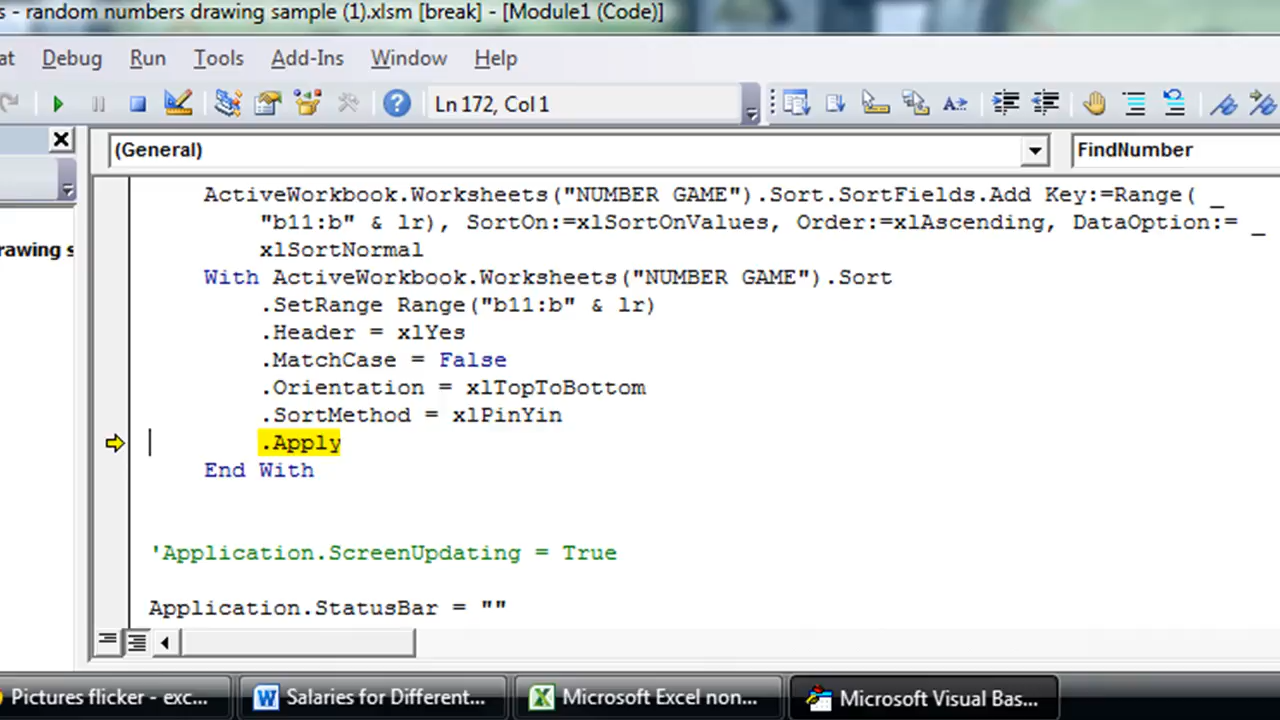 s - random numbers drawing sample (1).xlsm [break] - [Module1 (Code)]
at Debug Run Tools Add-Ins Window Help
Ln 172, Col 1
(General) FindNumber
ActiveWorkbook.Worksheets("NUMBER GAME").Sort.SortFields.Add Key:=Range( _
"b11:b" & lr), SortOn:=xlSortOnValues, Order:=xlAscending, DataOption:= _
rawing s
xlSortNormal
With ActiveWorkbook.Worksheets("NUMBER GAME").Sort
.SetRange Range("b11:b" & lr)
.Header = xlYes
.MatchCase = False
.Orientation = xlTopToBottom
.SortMethod = xlPinYin
.Apply
End With
'Application.ScreenUpdating = True
Application.StatusBar = ""
Pictures flicker - exc... Salaries for Different... Microsoft Excel non... Microsoft Visual Bas...